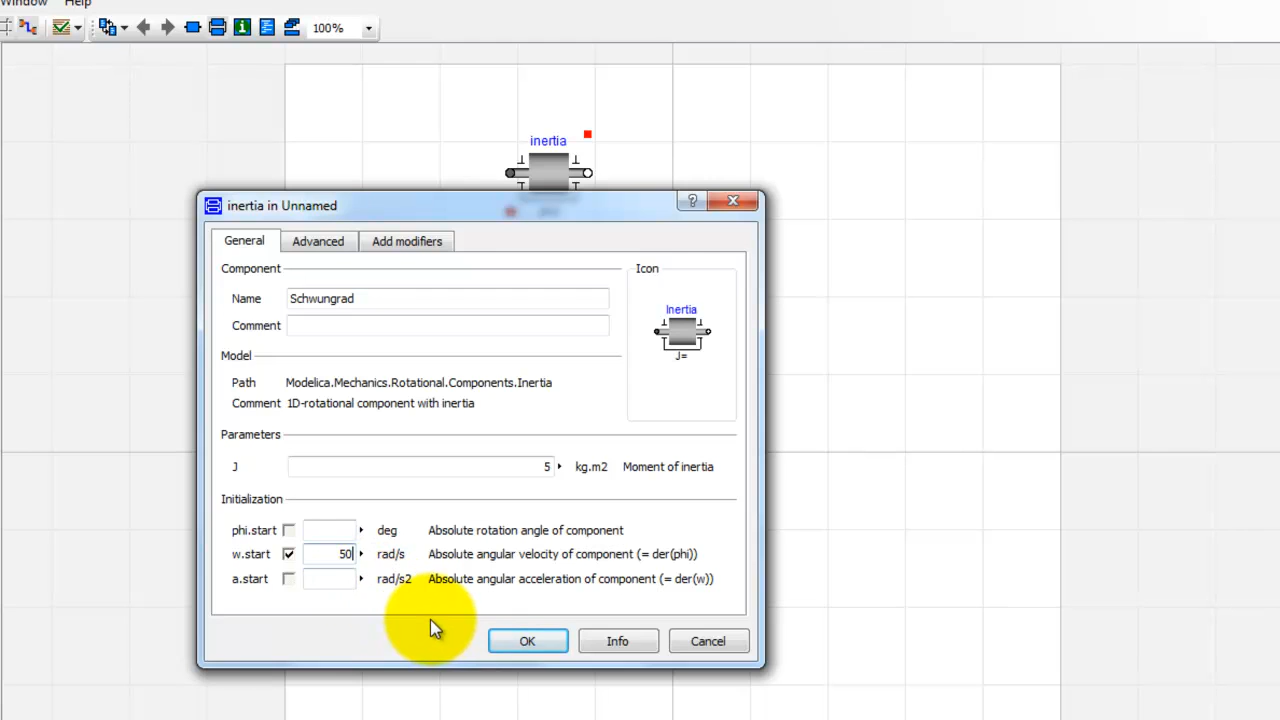 Window Help
100%
inertia
inertia in Unnamed
General Advanced Add modifiers
Component
Icon
Name Schwungrad
Comment
Inertia
J=
Model
Path Modelica.Mechanics.Rotational.Components.Inertia
Comment 1D-rotational component with inertia
Parameters
J 5 kg.m2 Moment of inertia
Initialization
phi.start deg Absolute rotation angle of component
w.start 50 rad/s Absolute angular velocity of component (= der(phi))
a.start rad/s2 Absolute angular acceleration of component (= der(w))
OK Info Cancel